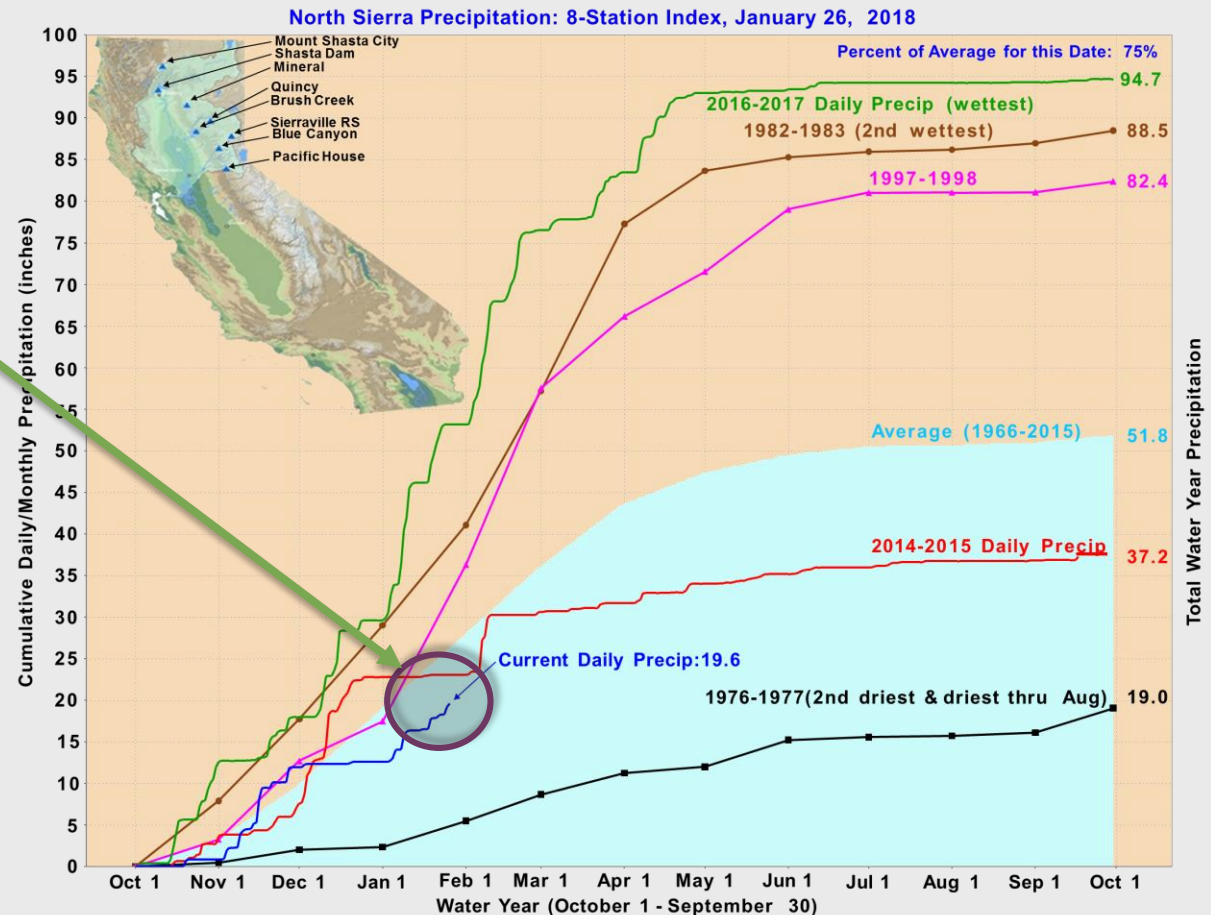 North Sierra Precipitation: 8-Station Index, January 26, 2018
Percent of Average for this Date: 75%
Mount Shasta City
Shasta Dam
Mineral
Quincy
Brush Creek
Sierraville RS
Blue Canyon
Pacific House
2016-2017 Daily Precip (wettest)
94.7
1982-1983 (2nd wettest)
88.5
1997-1998
82.4
Average (1966-2015)
51.8
2014-2015 Daily Precip
37.2
Current Daily Precip:19.6
1976-1977(2nd driest & driest thru Aug)
19.0
Cumulative Daily/Monthly Precipitation (inches)
100
95
90
85
80
75
70
65
60
55
50
45
40
35
30
25
20
15
10
5
0
Total Water Year Precipitation
Oct 1 Nov 1 Dec 1 Jan 1 Feb 1 Mar 1 Apr 1 May 1 Jun 1 Jul 1 Aug 1 Sep 1 Oct 1
Water Year (October 1 - September 30)